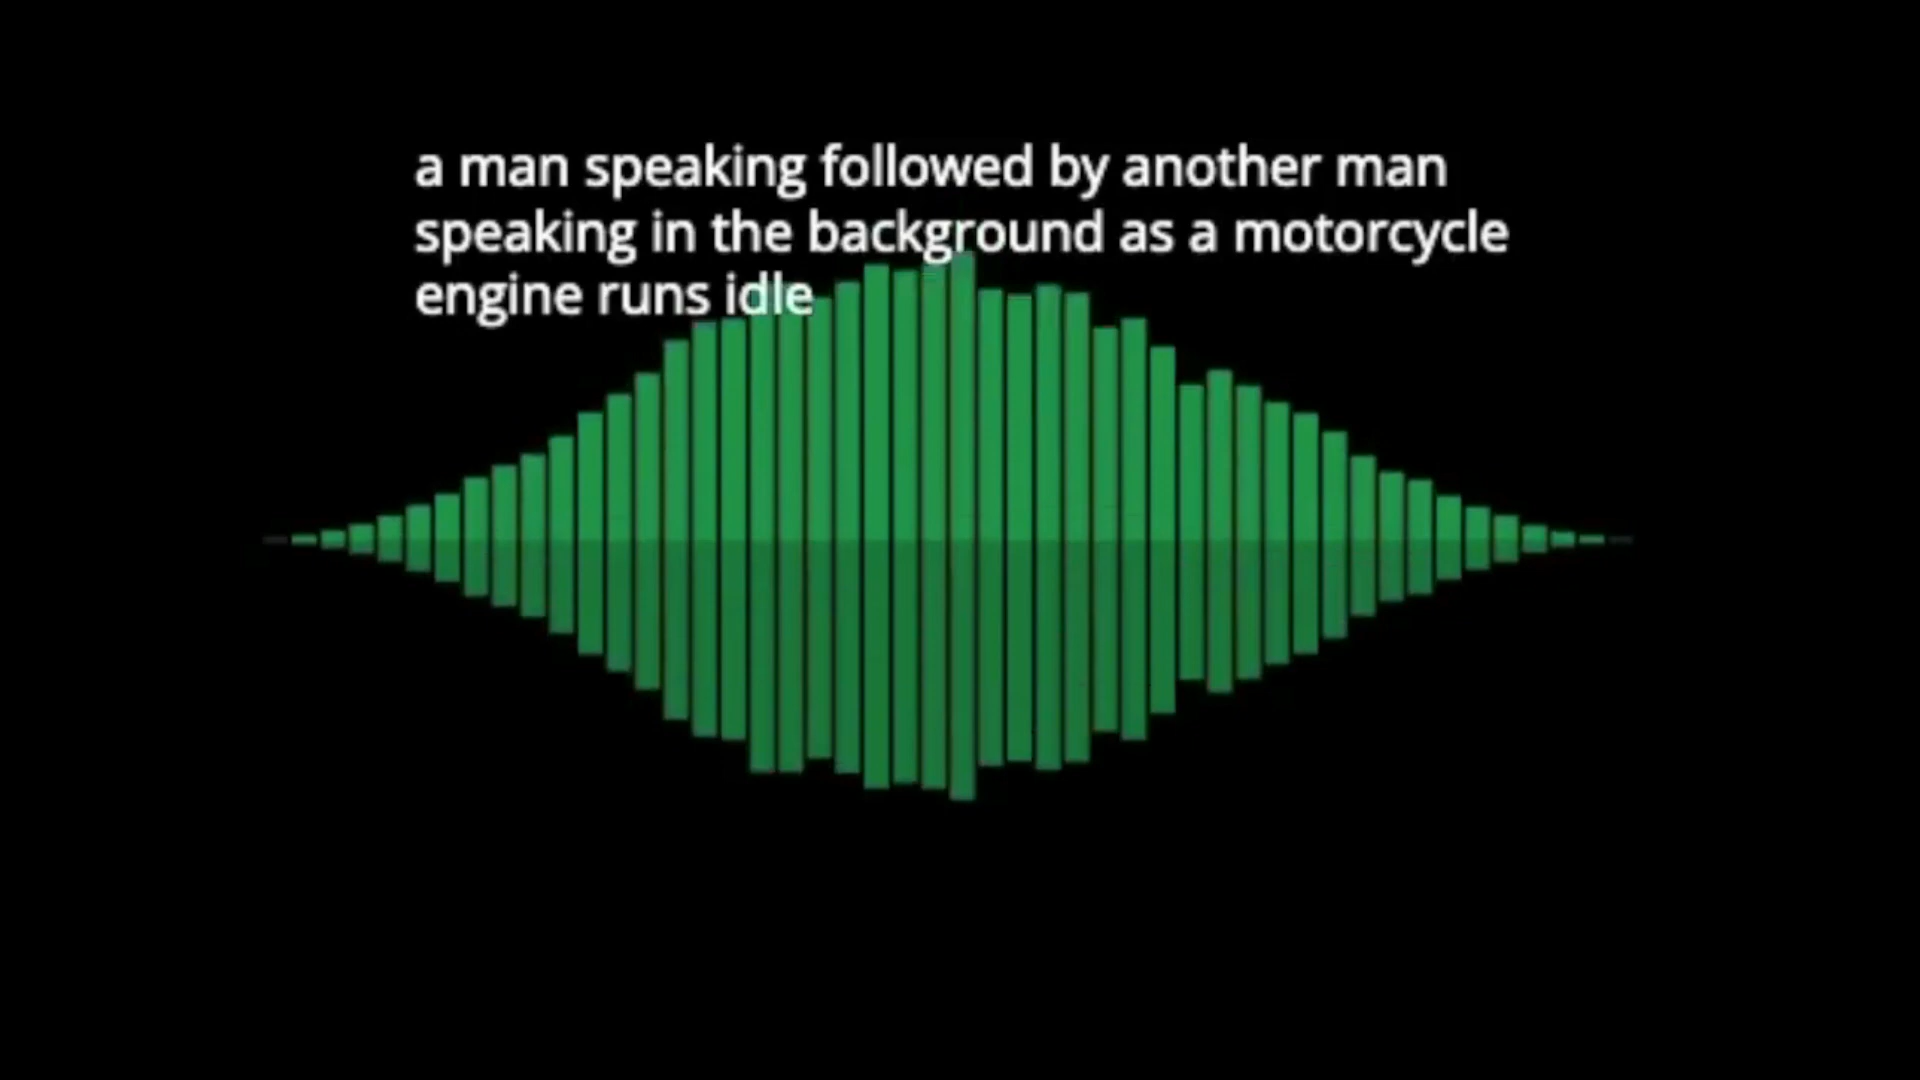 a man speaking followed by another man
speaking in the background as a motorcycle
engine runs idle